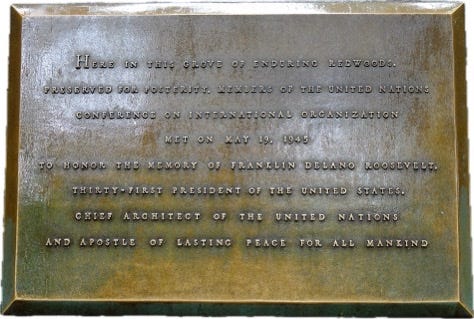 HERE IN THIS GROVE OF ENDURING REDWOODS,
PRESERVED FOR POSTERITY, MEMBERS OF THE UNITED NATIONS
CONFERENCE ON INTERNATIONAL ORGANIZATION
MET ON MAY 19, 1945
TO HONOR THE MEMORY OF FRANKLIN DELANO ROOSEVELT,
THIRTY-FIRST PRESIDENT OF THE UNITED STATES,
CHIEF ARCHITECT OF THE UNITED NATIONS
AND APOSTLE OF LASTING PEACE FOR ALL MANKIND